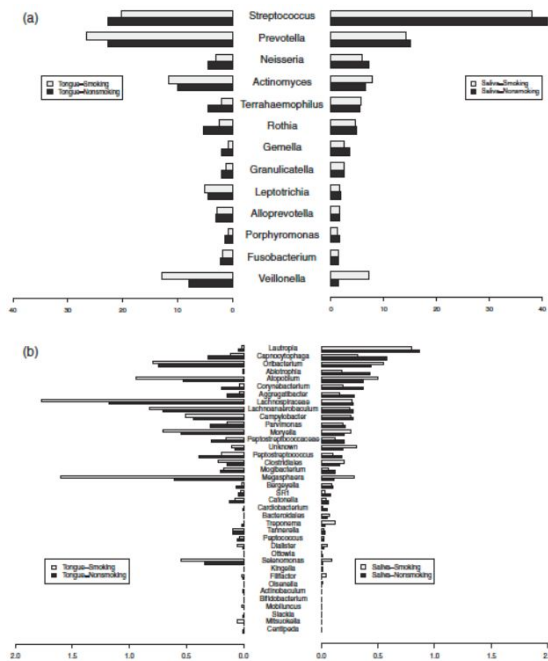 (a)
Streptococcus
Prevotella
Neisseria
Tongue-Smoking
Tongue-Nonsmoking
Saliva-Smoking
Saliva-Nonsmoking
Actinomyces
Terrahaemophilus
Rothia
Gemella
Granulicatella
Leptotrichia
Alloprevotella
Porphyromonas
Fusobacterium
Veillonella
40 30 20 10 0 0 10 20 30 40
(b)
Lautropia
Capnocytophaga
Oribacterium
Abiotrophia
Atopobium
Corynebacterium
Aggregatibacter
Lachnospiraceae
Lachnoanaerobaculum
Campylobacter
Parvimonas
Moryella
Peptostreptococcaceae
Unknown
Peptostreptococcus
Clostridiales
Mogibacterium
Megasphaera
Bergeyella
SR1
Catonella
Cardiobacterium
Bacteroidales
Treponema
Tannerella
Peptococcus
Dialister
Ottowia
Tongue-Smoking
Tongue-Nonsmoking
Saliva-Smoking
Saliva-Nonsmoking
Selenomonas
Kingella
Filifactor
Olsenella
Actinobaculum
Bifidobacterium
Mobiluncus
Slackia
Mitsuokella
Centipeda
2.0 1.5 1.0 0.5 0.0 0.0 0.5 1.0 1.5